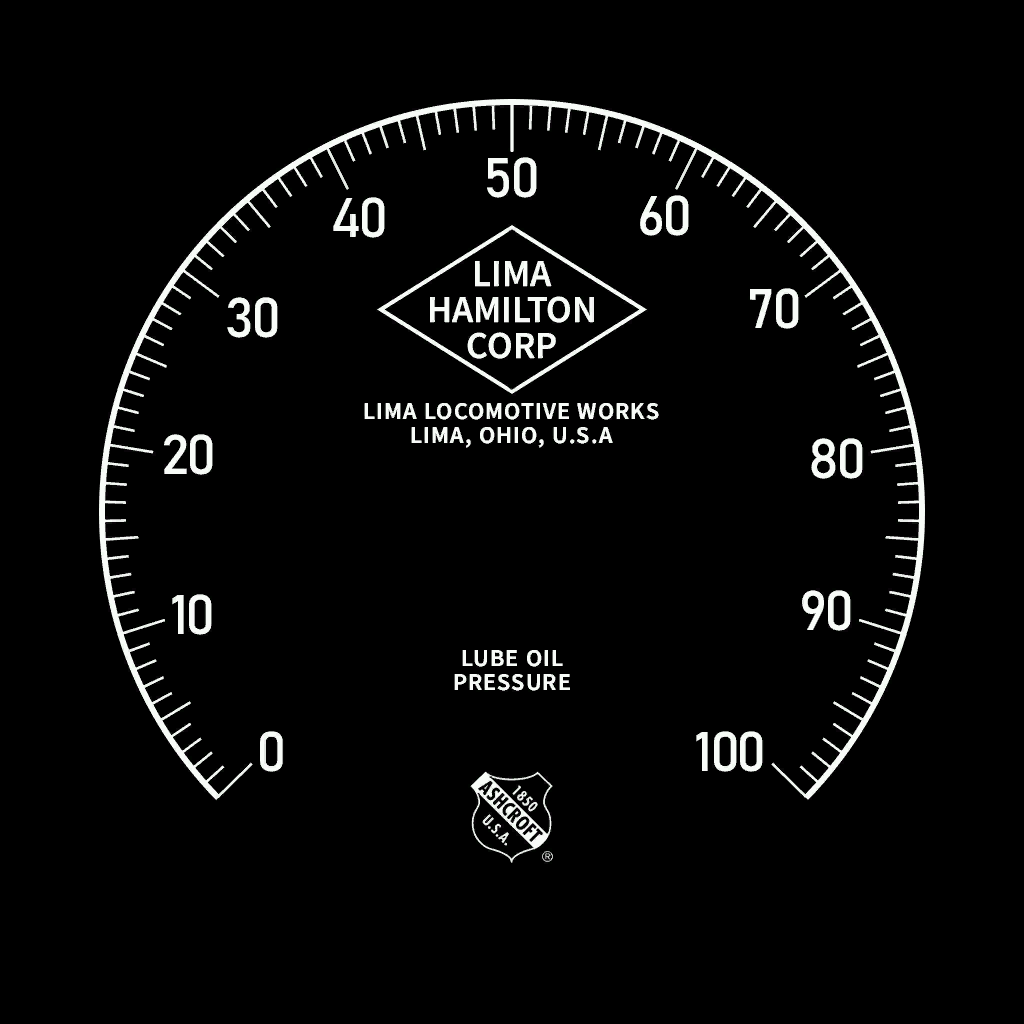 50
40
60
LIMA
HAMILTON
CORP
30
70
LIMA LOCOMOTIVE WORKS
LIMA, OHIO, U.S.A
20
80
10
90
LUBE OIL
PRESSURE
0
100
1850
ASHCROFT
U.S.A.
®